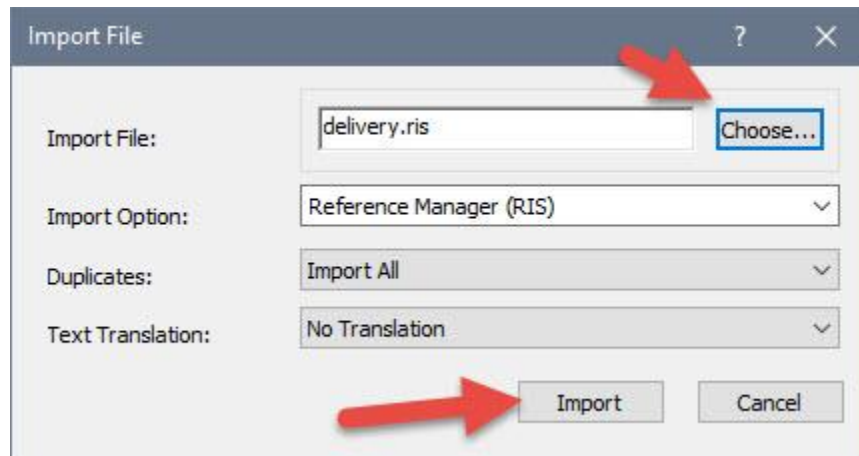 Import File ? X
Import File: delivery.ris Choose...
Import Option: Reference Manager (RIS)
Duplicates: Import All
Text Translation: No Translation
Import Cancel